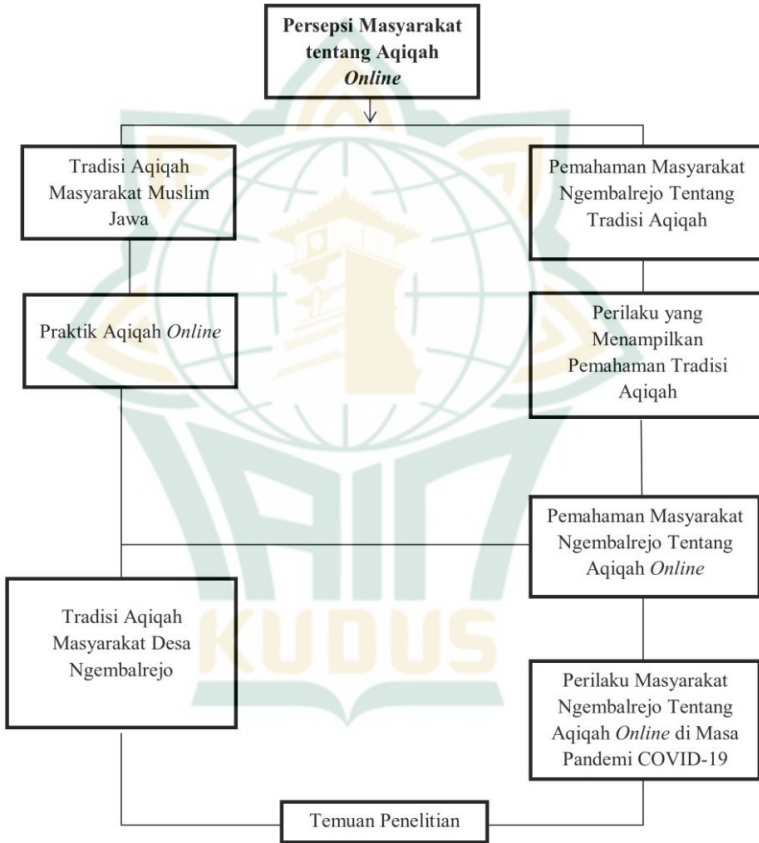 Persepsi Masyarakat
tentang Aqiqah
Online
Tradisi Aqiqah
Masyarakat Muslim
Jawa
Pemahaman Masyarakat
Ngembalrejo Tentang
Tradisi Aqiqah
Praktik Aqiqah Online
Perilaku yang
Menampilkan
Pemahaman Tradisi
Aqiqah
Pemahaman Masyarakat
Ngembalrejo Tentang
Aqiqah Online
Tradisi Aqiqah
Masyarakat Desa
Ngembalrejo
Perilaku Masyarakat
Ngembalrejo Tentang
Aqiqah Online di Masa
Pandemi COVID-19
Temuan Penelitian
IAIN
KUDUS